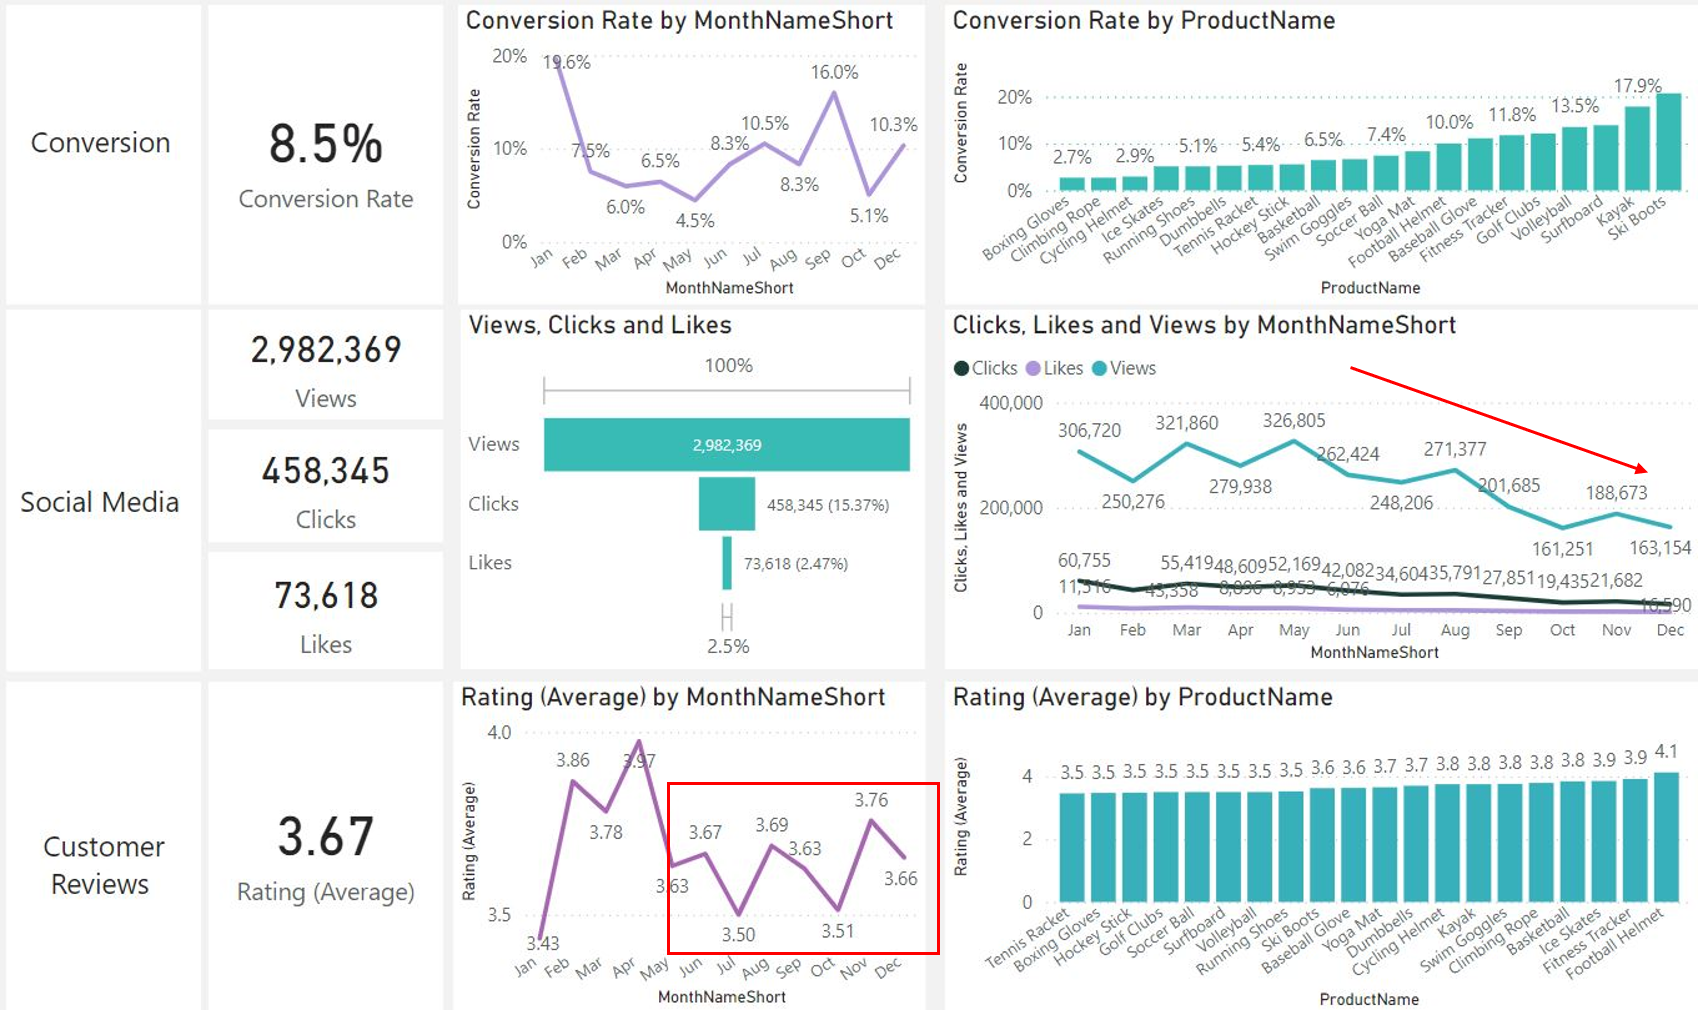 Conversion
8.5%
Conversion Rate
Conversion Rate by MonthNameShort
Conversion Rate
20%
10%
0%
19.6%
7.5%
6.0%
6.5%
4.5%
8.3%
10.5%
8.3%
16.0%
5.1%
10.3%
Jan
Feb
Mar
Apr
May
Jun
Jul
Aug
Sep
Oct
Dec
MonthNameShort
Conversion Rate by ProductName
Conversion Rate
20%
10%
0%
2.7%
2.9%
5.1%
5.4%
6.5%
7.4%
10.0%
11.8%
13.5%
17.9%
Boxing Gloves
Climbing Rope
Cycling Helmet
Ice Skates
Running Shoes
Dumbbells
Tennis Racket
Hockey Stick
Basketball
Swim Goggles
Soccer Ball
Yoga Mat
Football Helmet
Baseball Glove
Fitness Tracker
Golf Clubs
Volleyball
Surfboard
Kayak
Ski Boots
ProductName
Social Media
2,982,369
Views
458,345
Clicks
73,618
Likes
Views, Clicks and Likes
100%
Views
2,982,369
Clicks
458,345 (15.37%)
Likes
73,618 (2.47%)
2.5%
Clicks, Likes and Views by MonthNameShort
Clicks Likes Views
Clicks, Likes and Views
400,000
200,000
0
306,720
250,276
321,860
279,938
326,805
262,424
248,206
271,377
201,685
161,251
188,673
163,154
60,755
11,516
43,358
55,419
48,609
8,896
52,169
8,953
42,082
6,076
34,604
35,791
27,851
19,435
21,682
16,590
Jan
Feb
Mar
Apr
May
Jun
Jul
Aug
Sep
Oct
Nov
Dec
MonthNameShort
Customer
Reviews
3.67
Rating (Average)
Rating (Average) by MonthNameShort
Rating (Average)
4.0
3.5
3.43
3.86
3.78
3.97
3.63
3.67
3.50
3.69
3.63
3.51
3.76
3.66
Jan
Feb
Mar
Apr
May
Jun
Jul
Aug
Sep
Oct
Nov
Dec
MonthNameShort
Rating (Average) by ProductName
Rating (Average)
4
2
0
3.5
3.5
3.5
3.5
3.5
3.5
3.5
3.5
3.6
3.6
3.7
3.7
3.8
3.8
3.8
3.8
3.8
3.9
3.9
4.1
Tennis Racket
Boxing Gloves
Hockey Stick
Golf Clubs
Soccer Ball
Surfboard
Volleyball
Running Shoes
Ski Boots
Baseball Glove
Yoga Mat
Dumbbells
Cycling Helmet
Kayak
Swim Goggles
Climbing Rope
Basketball
Ice Skates
Fitness Tracker
Football Helmet
ProductName